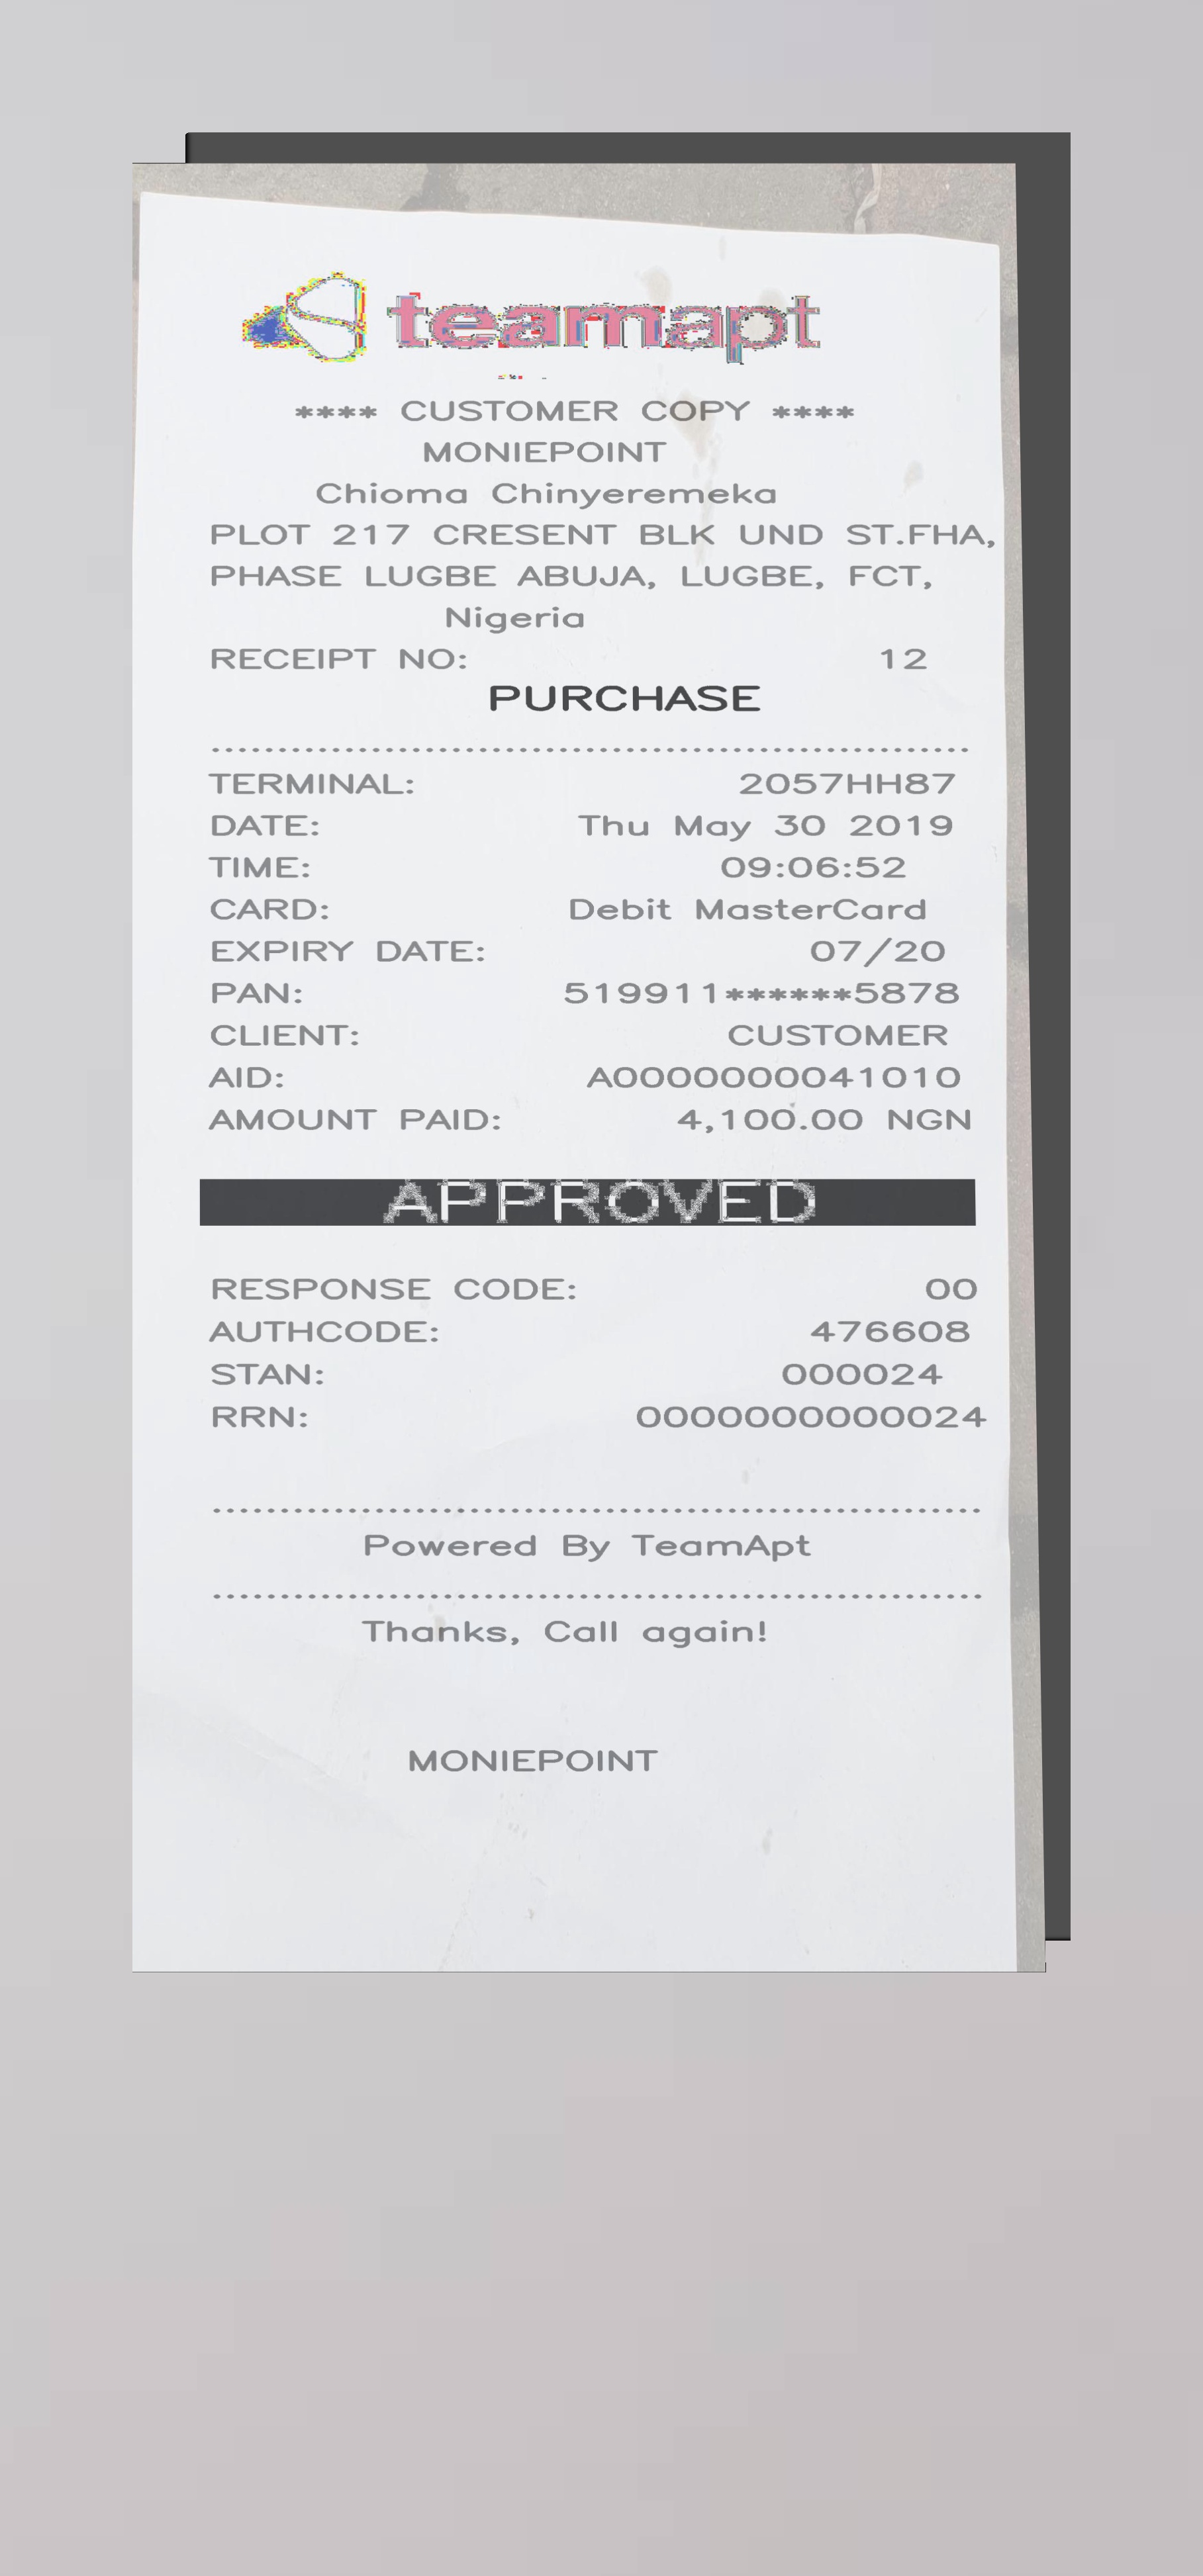 teamapt
**** CUSTOMER COPY ****
MONIEPOINT
Chioma Chinyeremeka
PLOT 217 CRESENT BLK UND ST.FHA,
PHASE LUGBE ABUJA, LUGBE, FCT,
Nigeria
RECEIPT NO: 12
PURCHASE
TERMINAL: 2057HH87
DATE: Thu May 30 2019
TIME: 09:06:52
CARD: Debit MasterCard
EXPIRY DATE: 07/20
PAN: 519911******5878
CLIENT: CUSTOMER
AID: A0000000041010
AMOUNT PAID: 4,100.00 NGN
APPROVED
RESPONSE CODE: 00
AUTHCODE: 476608
STAN: 000024
RRN: 000000000024
Powered By TeamApt
Thanks, Call again!
MONIEPOINT